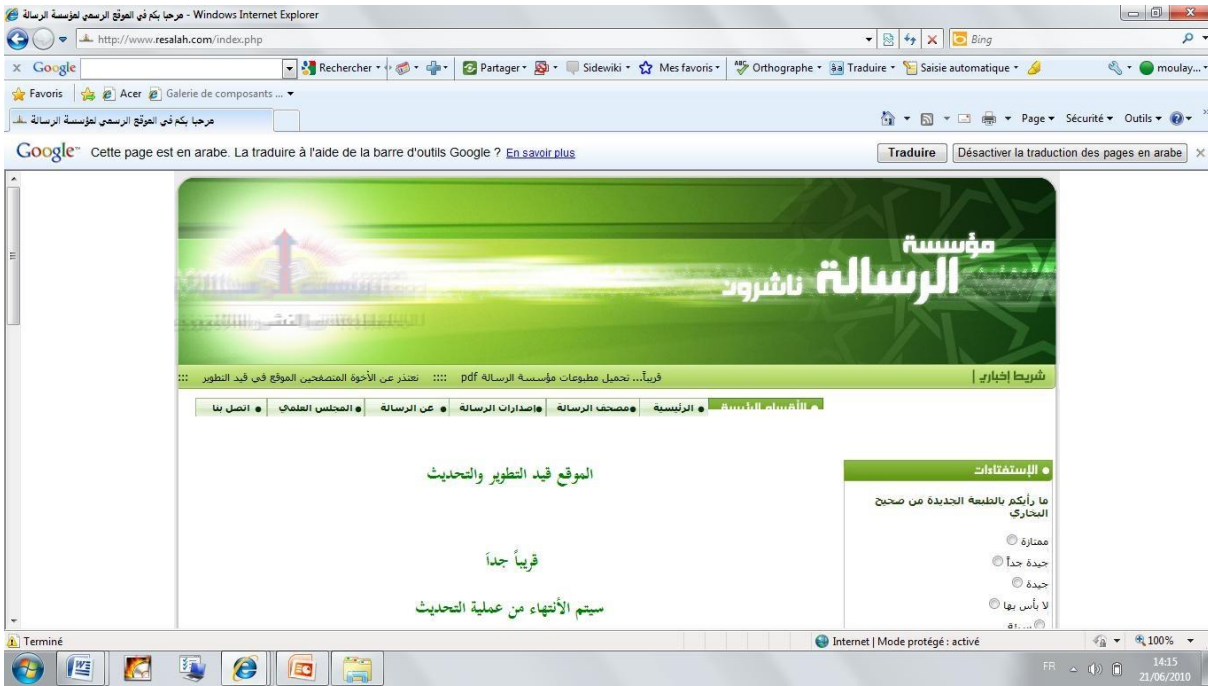 مرحبا بكم في الموقع الرسمي لمؤسسة الرسالة - Windows Internet Explorer
http://www.resalah.com/index.php
Bing
x Google Rechercher Partager Sidewiki Mes favoris Orthographe Traduire Saisie automatique moulay...
Favoris Acer Galerie de composants ...
مرحبا بكم في الموقع الرسمي لمؤسسة الرسالة
Page Sécurité Outils
Google™ Cette page est en arabe. La traduire à l'aide de la barre d'outils Google ? En savoir plus Traduire Désactiver la traduction des pages en arabe
مؤسسة
الرسالة ناشرون
شريط إخباري |
قريباً... تحميل مطبوعات مؤسسة الرسالة pdf :::: نعتذر عن الأخوة المتصفحين الموقع في قيد التطوير :::
الأقسام الرئيسية
الرئيسية مصحف الرسالة إصدارات الرسالة عن الرسالة المجلس العلمي اتصل بنا
الموقع قيد التطوير والتحديث
قريباً جداً
سيتم الأنتهاء من عملية التحديث
الإستفتاءات
ما رأيكم بالطبعة الجديدة من صحيح
البخاري
ممتازة
جيدة جداً
جيدة
لا بأس بها
Terminé
Internet | Mode protégé : activé
100%
FR
14:15
21/06/2010